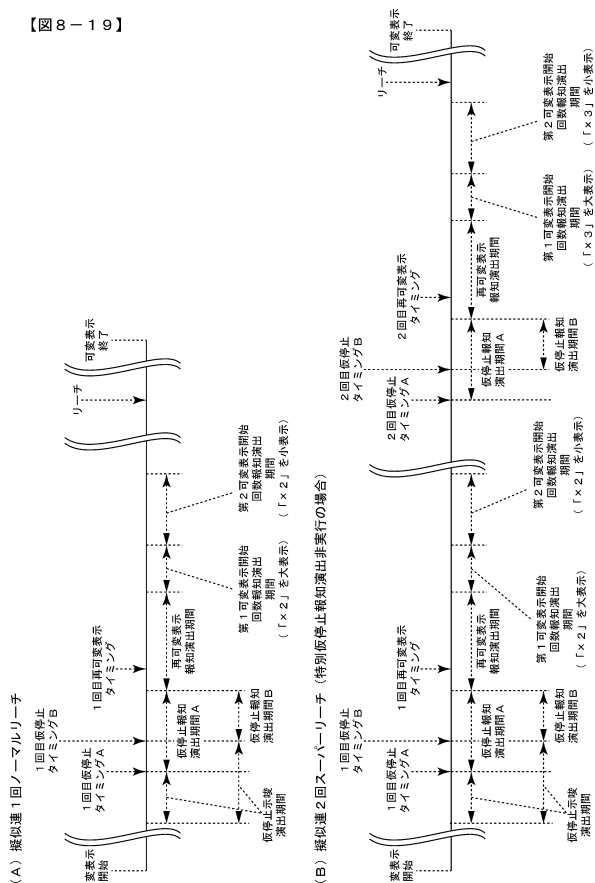 【図8-19】
(A) 擬似連1回ノーマルリーチ
変表示
開始
1回目仮停止
タイミングB
1回目仮停止
タイミングA
1回目再可変表示
タイミング
リーチ
可変表示
終了
仮停止示唆
演出期間
仮停止報知
演出期間A
仮停止報知
演出期間B
再可変表示
報知演出期間
第1可変表示開始
回数報知演出
期間
(「×2」を大表示)
第2可変表示開始
回数報知演出
期間
(「×2」を小表示)
(B) 擬似連2回スーパーリーチ(特別仮停止報知演出非実行の場合)
変表示
開始
1回目仮停止
タイミングB
1回目仮停止
タイミングA
1回目再可変表示
タイミング
2回目仮停止
タイミングB
2回目仮停止
タイミングA
2回目再可変表示
タイミング
リーチ
可変表示
終了
仮停止示唆
演出期間
仮停止報知
演出期間A
仮停止報知
演出期間B
再可変表示
報知演出期間
第1可変表示開始
回数報知演出
期間
(「×2」を大表示)
第2可変表示開始
回数報知演出
期間
(「×2」を小表示)
仮停止報知
演出期間A
仮停止報知
演出期間B
再可変表示
報知演出期間
第1可変表示開始
回数報知演出
期間
(「×3」を大表示)
第2可変表示開始
回数報知演出
期間
(「×3」を小表示)